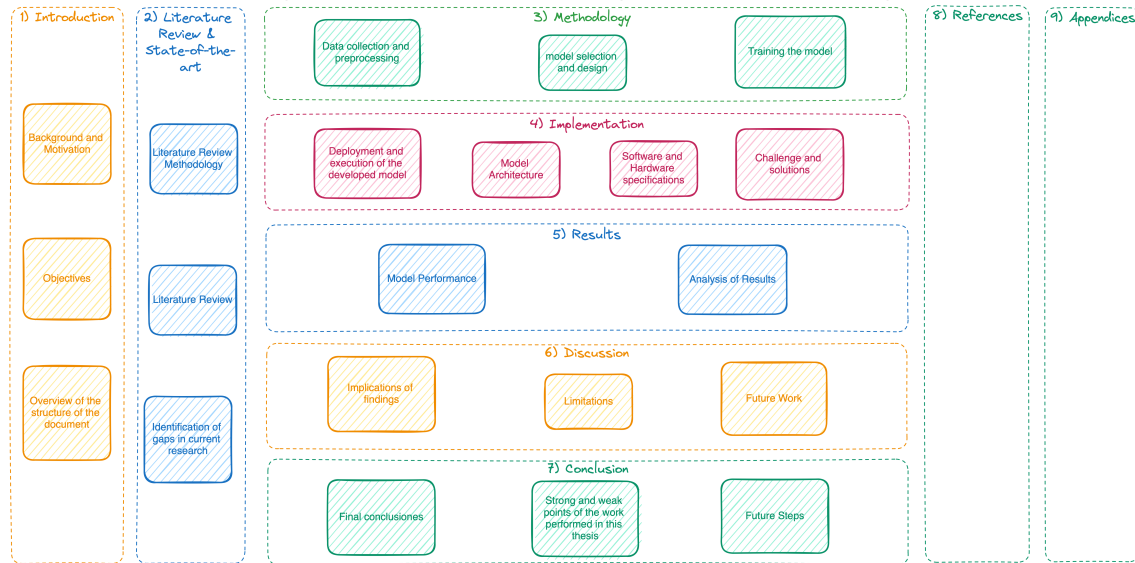 1) Introduction
Background and
Motivation
Objectives
Overview of the
structure of the
document
2) Literature
Review &
State-of-the-
art
Literature Review
Methodology
Literature Review
Identification of
gaps in current
research
3) Methodology
Data collection and
preprocessing
model selection
and design
Training the model
4) Implementation
Deployment and
execution of the
developed model
Model
Architecture
Software and
Hardware
specifications
Challenge and
solutions
5) Results
Model Performance
Analysis of Results
6) Discussion
Implications of
findings
Limitations
Future Work
7) Conclusion
Final conclusiones
Strong and weak
points of the work
performed in this
thesis
Future Steps
8) References
9) Appendices